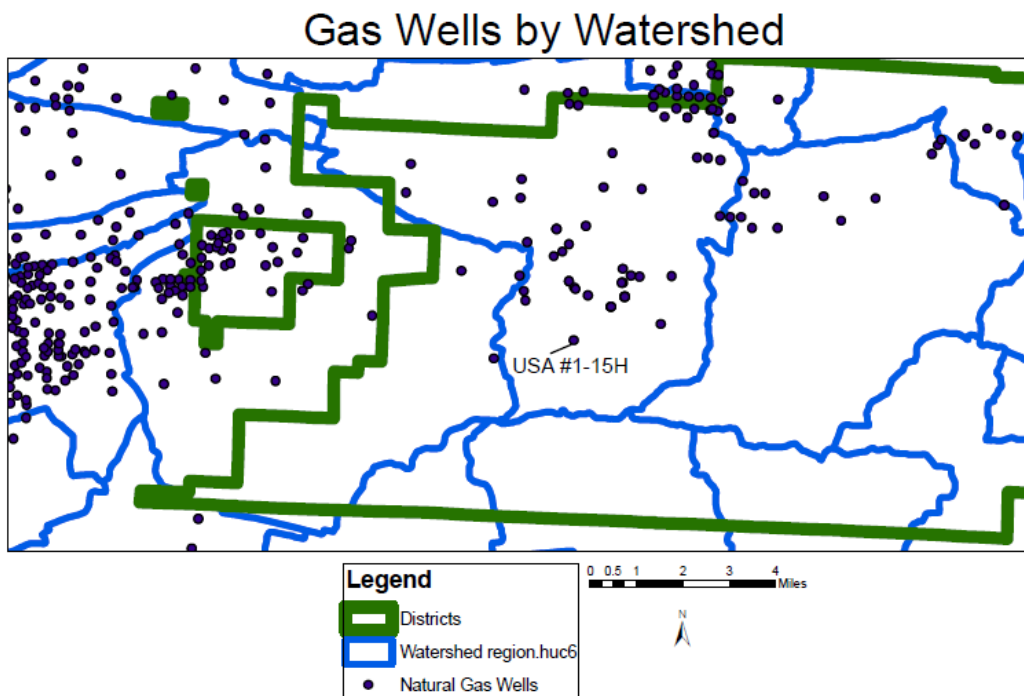 Gas Wells by Watershed
USA #1-15H
Legend
Districts
Watershed region.huc6
Natural Gas Wells
0 0.5 1 2 3 4
Miles
N